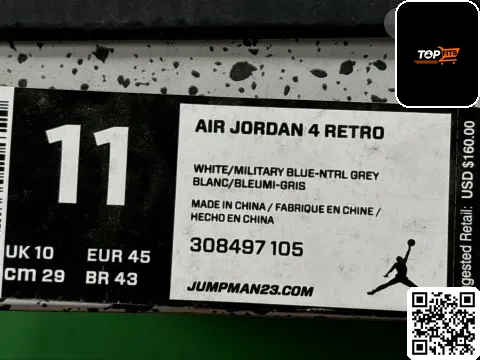 TOP FITS
11
UK 10 EUR 45
cm 29 BR 43
AIR JORDAN 4 RETRO
WHITE/MILITARY BLUE-NTRL GREY
BLANC/BLEUMI-GRIS
MADE IN CHINA / FABRIQUE EN CHINE /
HECHO EN CHINA
308497 105
JUMPMAN23.COM
Retail: USD $160.00